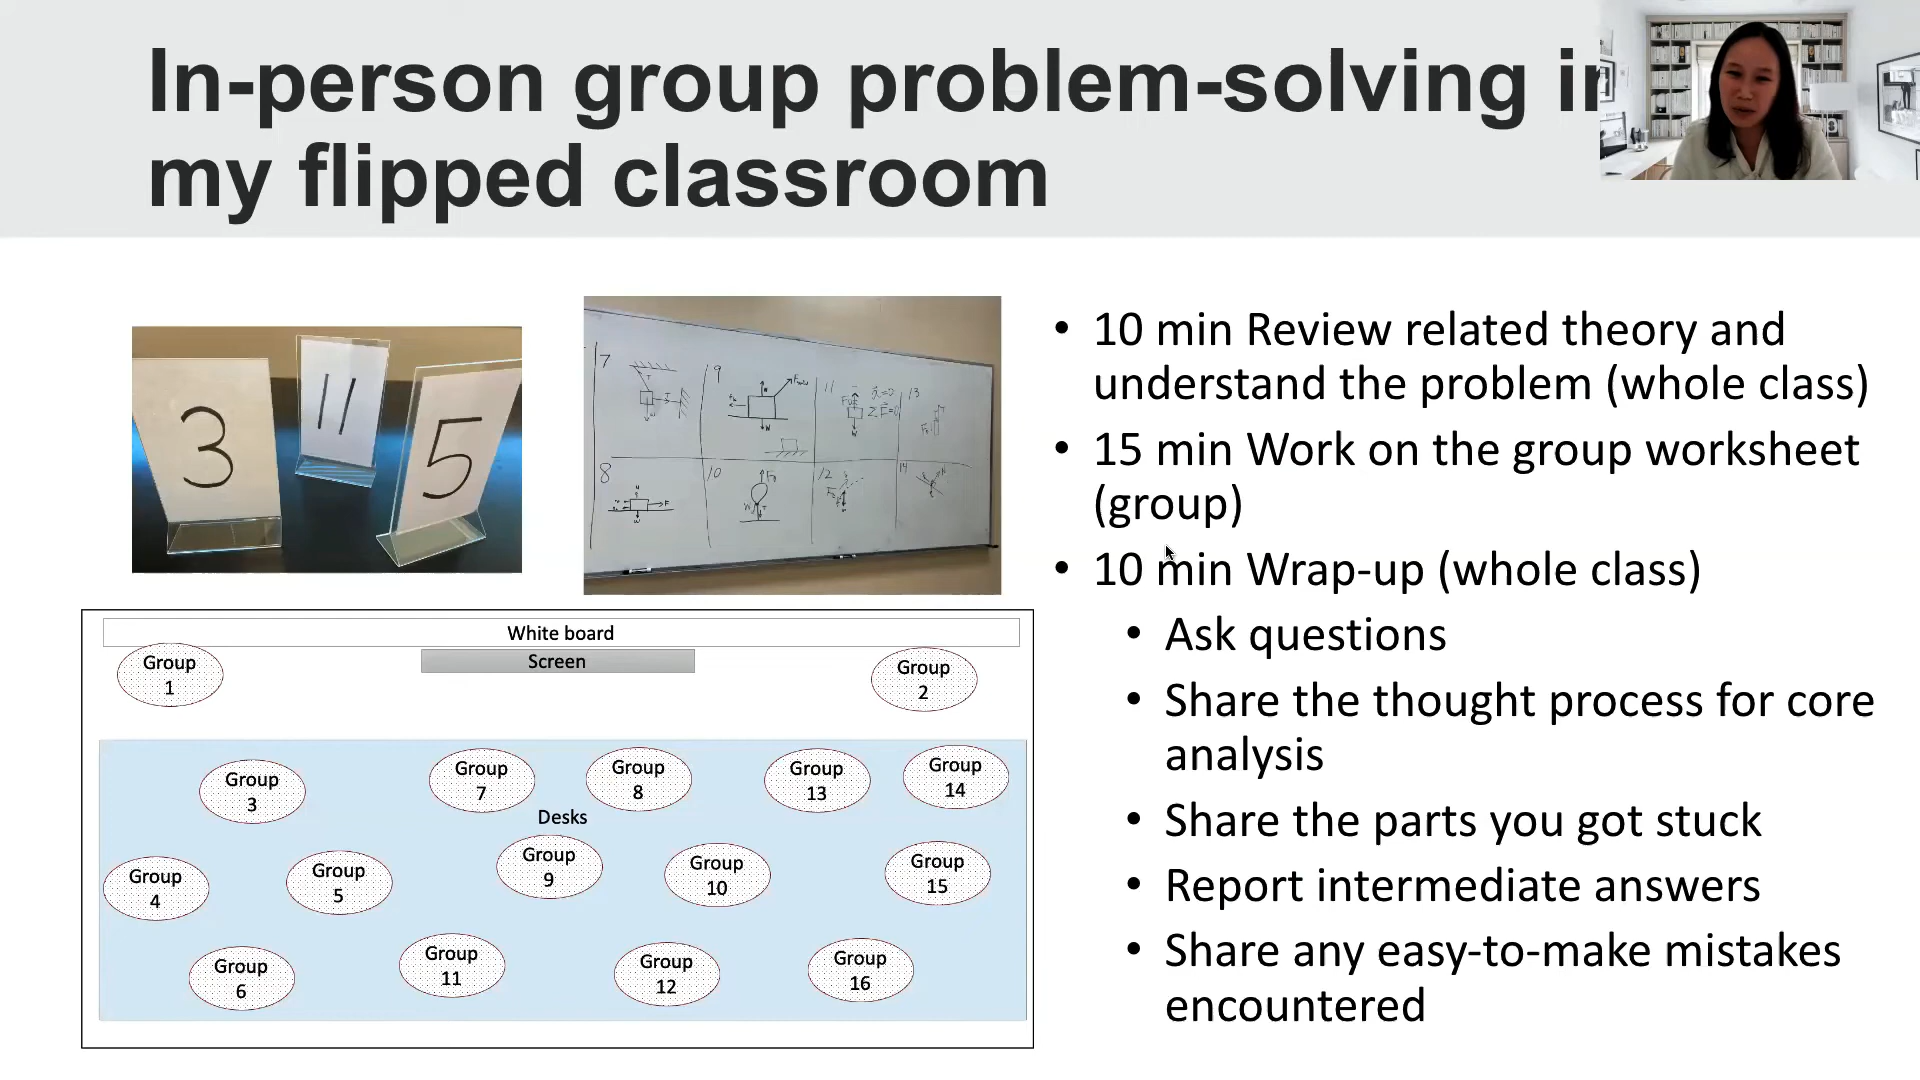 In-person group problem-solving in
my flipped classroom
3
11
5
7
9
11
13
8
10
12
14
• 10 min Review related theory and
understand the problem (whole class)
• 15 min Work on the group worksheet
(group)
• 10 min Wrap-up (whole class)
• Ask questions
• Share the thought process for core
analysis
• Share the parts you got stuck
• Report intermediate answers
• Share any easy-to-make mistakes
encountered
White board
Screen
Group
1
Group
2
Group
3
Group
7
Group
8
Group
13
Group
14
Desks
Group
4
Group
5
Group
9
Group
10
Group
15
Group
6
Group
11
Group
12
Group
16